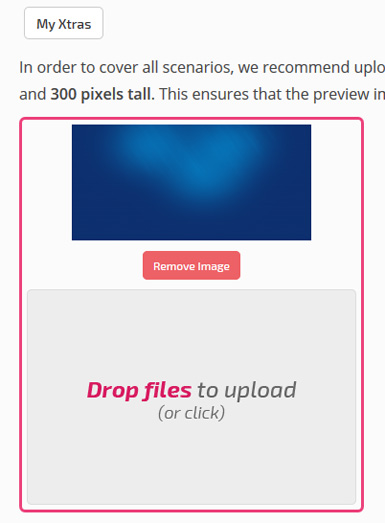 My Xtras
In order to cover all scenarios, we recommend uplo
and 300 pixels tall. This ensures that the preview
Remove Image
Drop files to upload
(or click)